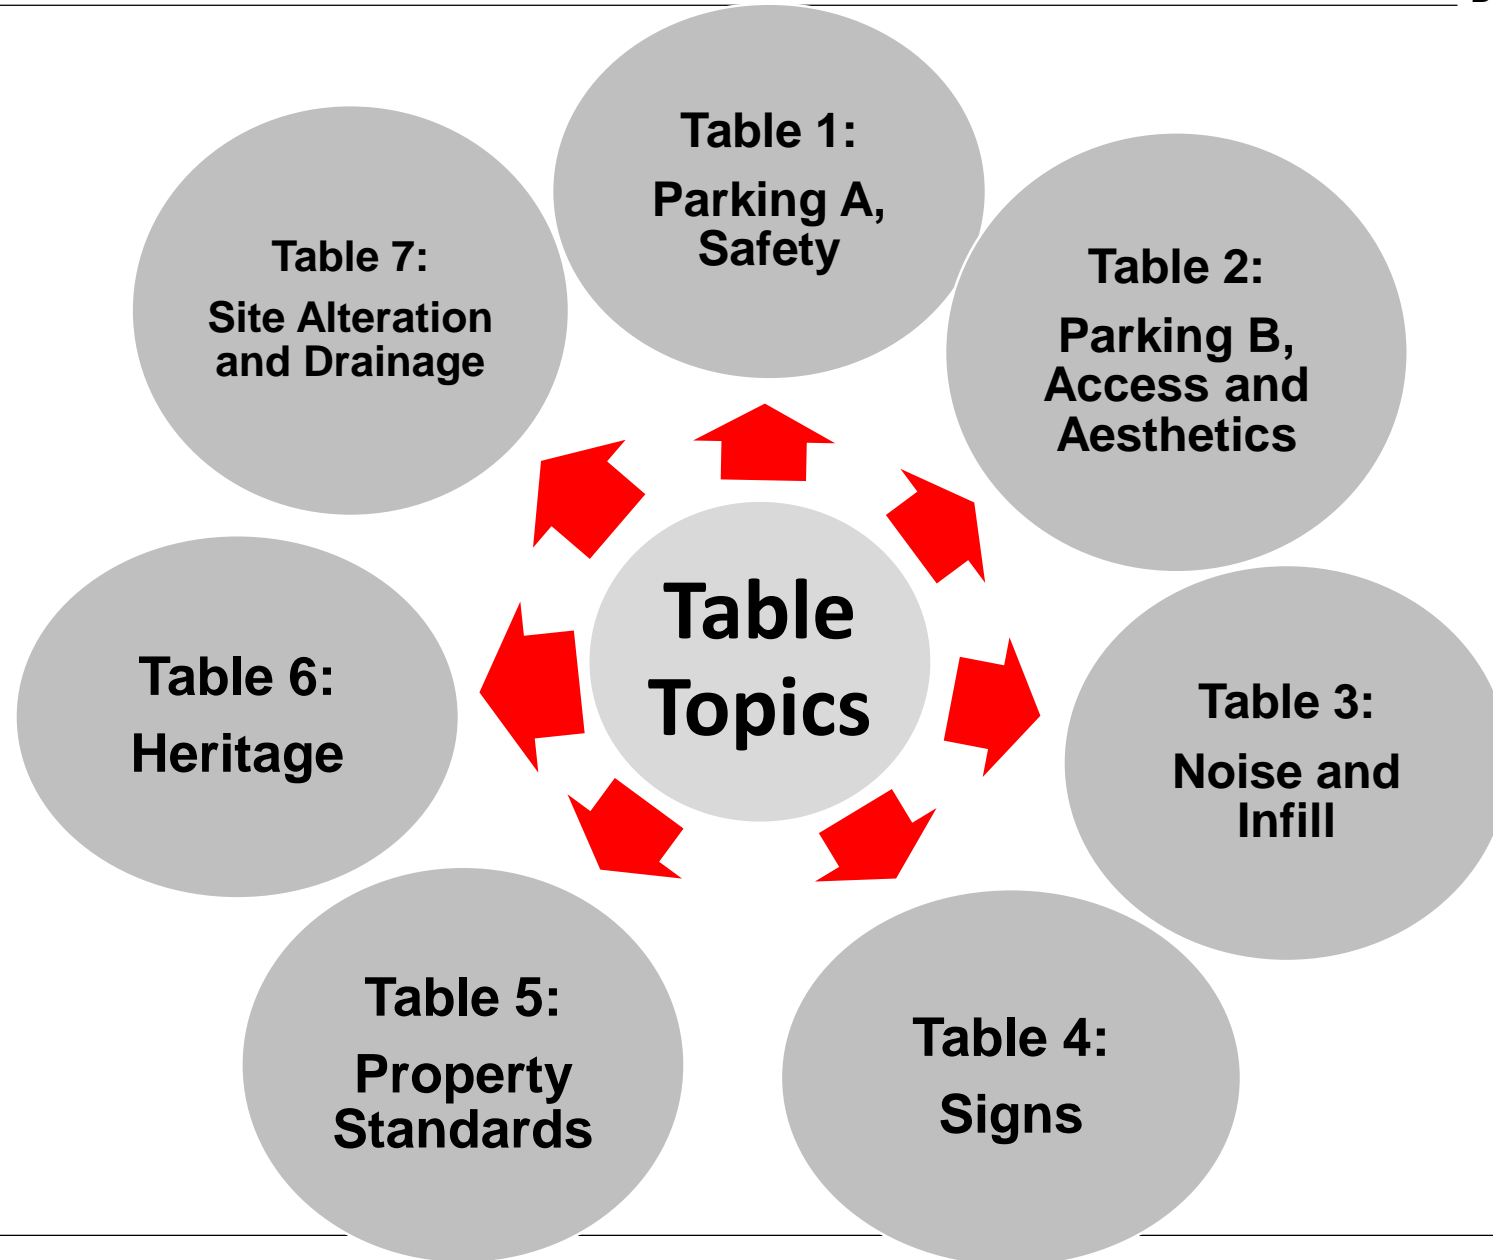 Table 1:
Parking A,
Safety
Table 2:
Parking B,
Access and
Aesthetics
Table 3:
Noise and
Infill
Table 4:
Signs
Table 5:
Property
Standards
Table 6:
Heritage
Table 7:
Site Alteration
and Drainage
Table
Topics